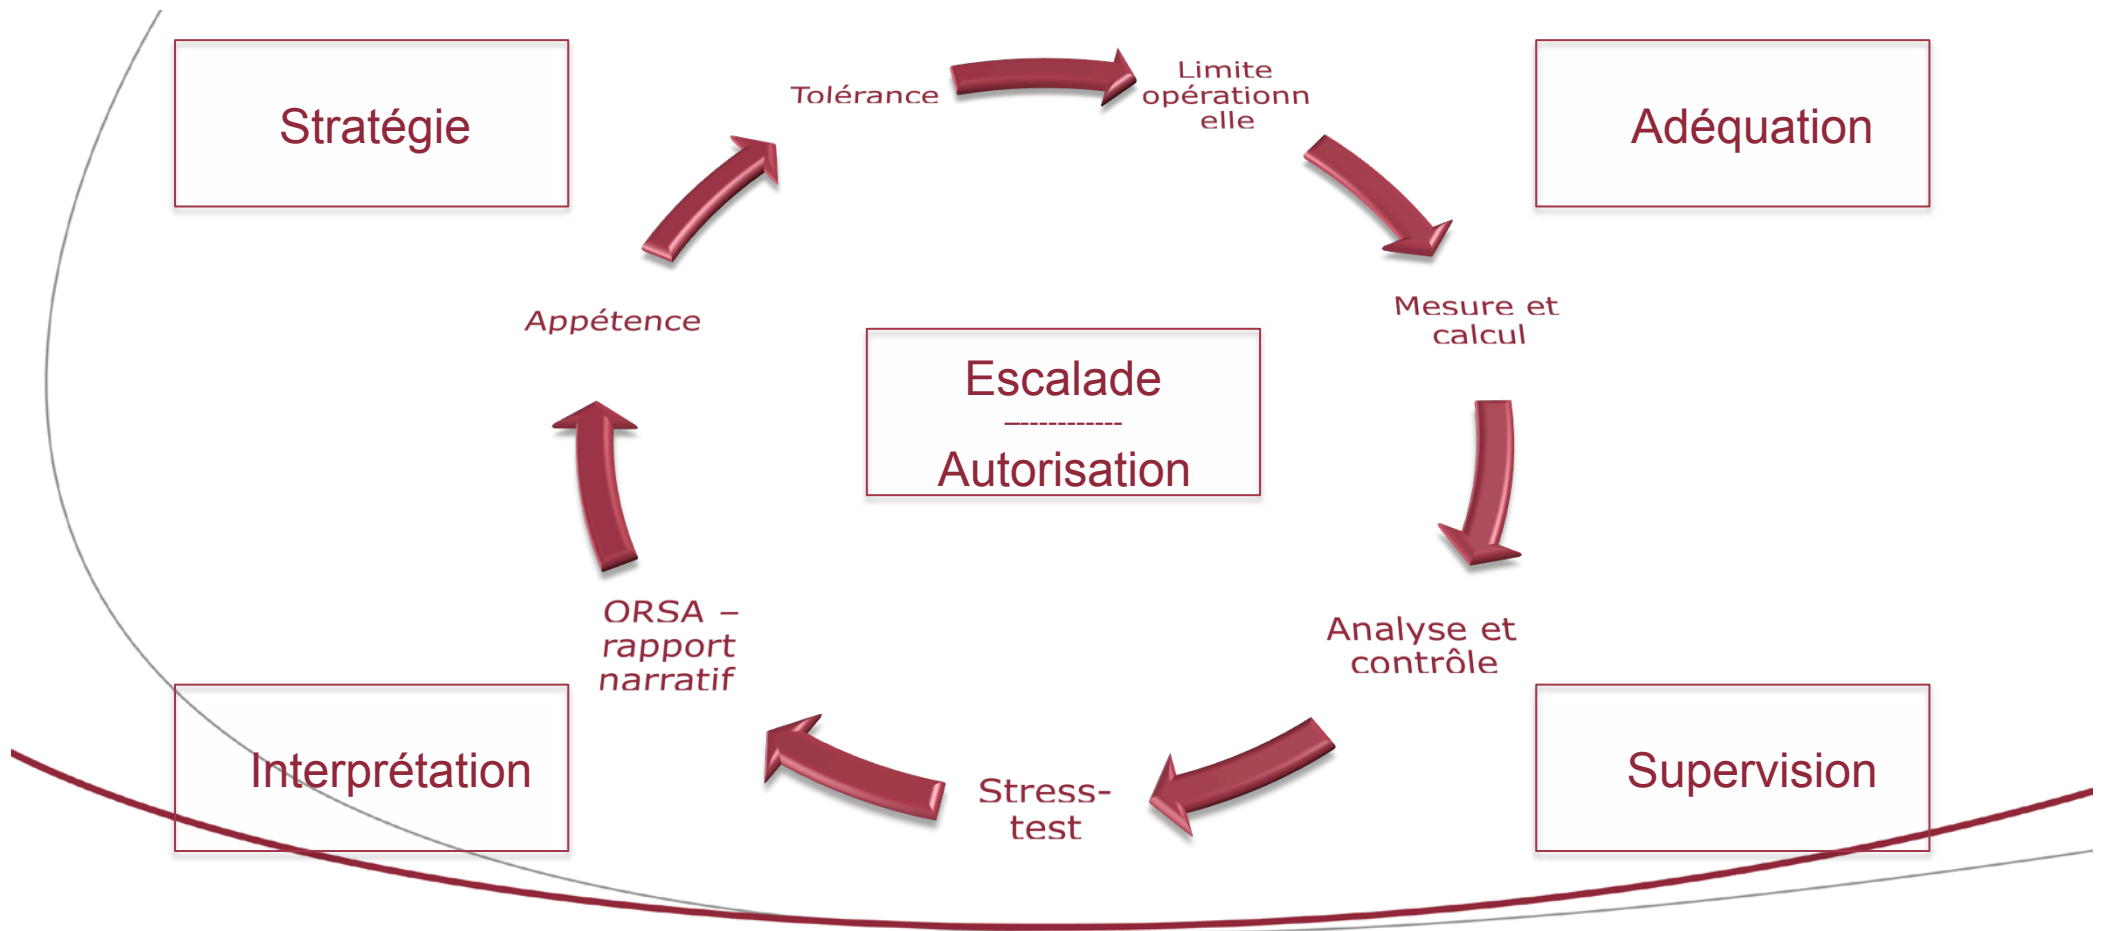 Stratégie
Tolérance
Limite
opérationn
elle
Adéquation
Appétence
Mesure et
calcul
Escalade
------------
Autorisation
ORSA –
rapport
narratif
Analyse et
contrôle
Interprétation
Stress-
test
Supervision